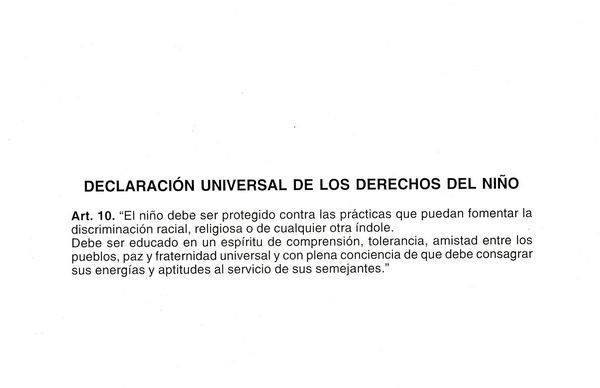 DECLARACIÓN UNIVERSAL DE LOS DERECHOS DEL NIÑO
Art. 10. “El niño debe ser protegido contra las prácticas que puedan fomentar la
discriminación racial, religiosa o de cualquier otra índole.
Debe ser educado en un espíritu de comprensión, tolerancia, amistad entre los
pueblos, paz y fraternidad universal y con plena conciencia de que debe consagrar
sus energías y aptitudes al servicio de sus semejantes.”